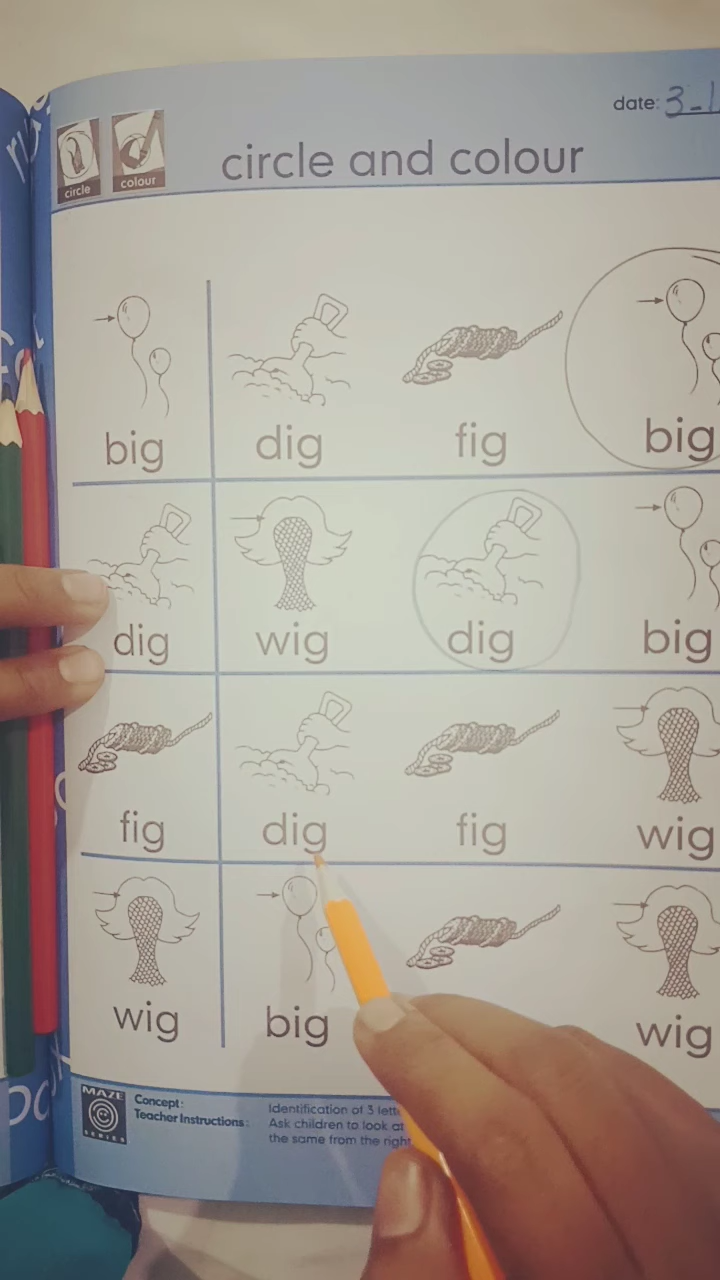 date: 3-1
circle
colour
circle and colour
big dig fig big
dig wig dig big
fig dig fig wig
wig big wig
MAZE
SERIES
Concept: Identification of 3
Teacher Instructions: Ask children to look at
the same from the right